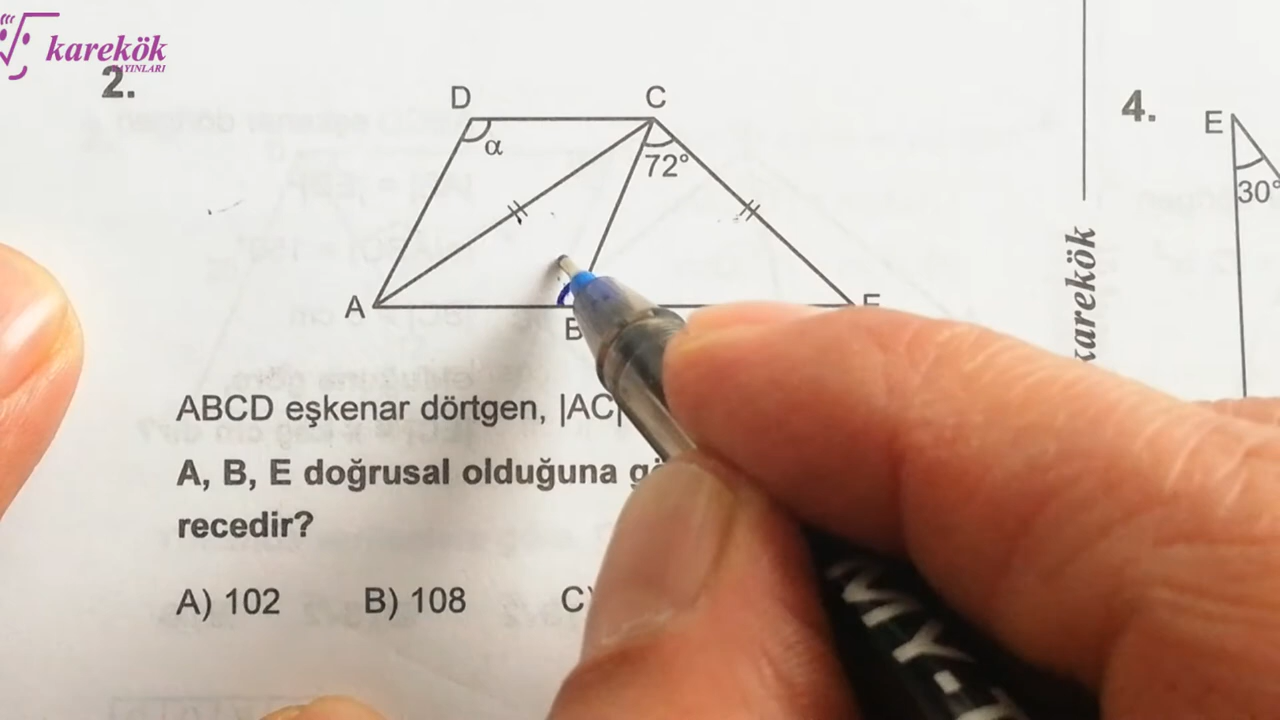 karekök
YAYINLARI
2.
D
C
α
72°
A
B
4.
E
30°
karekök
ABCD eşkenar dörtgen, |AC|
A, B, E doğrusal olduğuna
recedir?
A) 102 B) 108 C)